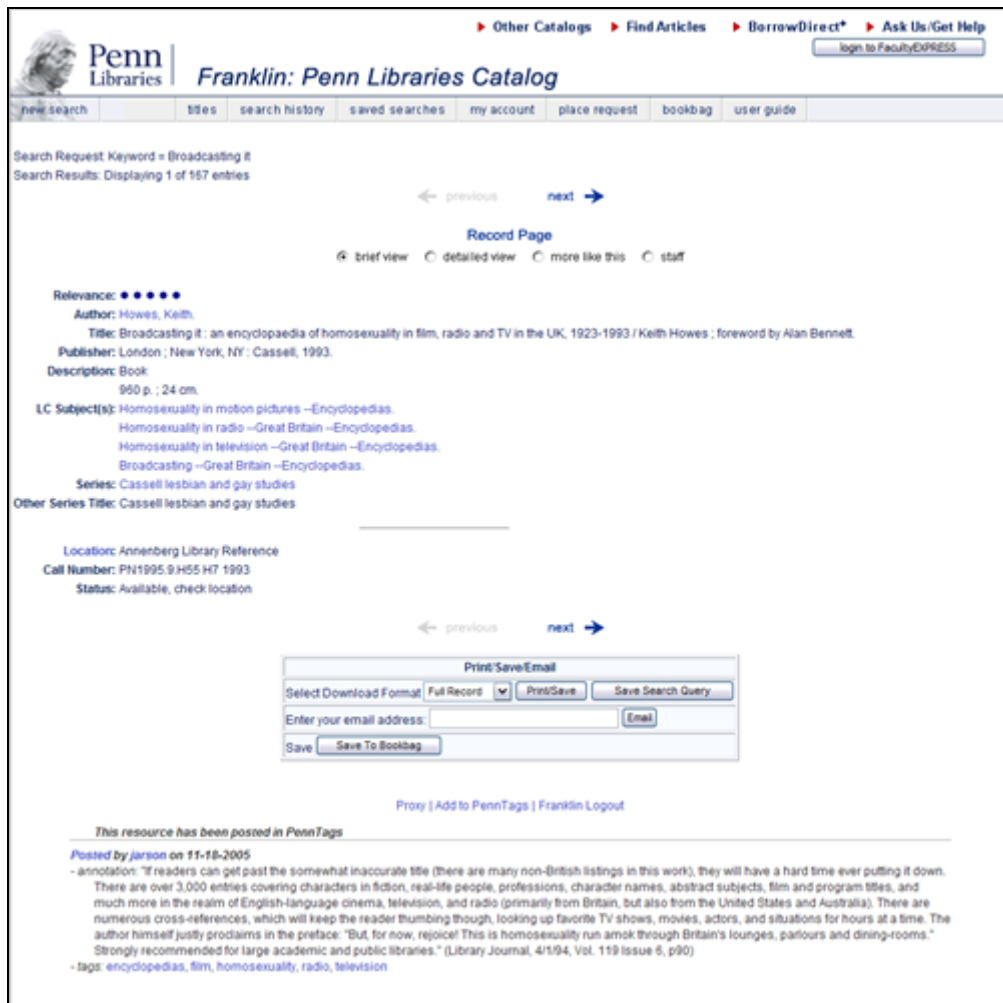 Other Catalogs Find Articles BorrowDirect+ Ask Us/Get Help
login to FacultyEXPRESS
Penn
Libraries
Franklin: Penn Libraries Catalog
new search titles search history saved searches my account place request bookbag user guide
Search Request: Keyword = Broadcasting it
Search Results: Displaying 1 of 167 entries
previous next
Record Page
brief view detailed view more like this staff
Relevance:
Author: Howes, Keith.
Title: Broadcasting it : an encyclopaedia of homosexuality in film, radio and TV in the UK, 1923-1993 / Keith Howes ; foreword by Alan Bennett.
Publisher: London ; New York, NY : Cassell, 1993.
Description: Book
960 p. ; 24 cm.
LC Subject(s): Homosexuality in motion pictures --Encyclopedias.
Homosexuality in radio --Great Britain --Encyclopedias.
Homosexuality in television --Great Britain --Encyclopedias.
Broadcasting --Great Britain --Encyclopedias.
Series: Cassell lesbian and gay studies
Other Series Title: Cassell lesbian and gay studies
Location: Annenberg Library Reference
Call Number: PN1995.9.H55 H7 1993
Status: Available, check location
previous next
Print/Save/Email
Select Download Format Full Record Print/Save Save Search Query
Enter your email address: Email
Save Save To Bookbag
Proxy | Add to PennTags | Franklin Logout
This resource has been posted in PennTags
Posted by jarson on 11-18-2005
- annotation: "If readers can get past the somewhat inaccurate title (there are many non-British listings in this work), they will have a hard time ever putting it down.
There are over 3,000 entries covering characters in fiction, real-life people, professions, character names, abstract subjects, film and program titles, and
much more in the realm of English-language cinema, television, and radio (primarily from Britain, but also from the United States and Australia). There are
numerous cross-references, which will keep the reader thumbing though, looking up favorite TV shows, movies, actors, and situations for hours at a time. The
author himself justly proclaims in the preface: "But, for now, rejoice! This is homosexuality run amok through Britain's lounges, parlours and dining-rooms."
Strongly recommended for large academic and public libraries." (Library Journal, 4/1/94, Vol. 119 Issue 6, p90)
- tags: encyclopedias, film, homosexuality, radio, television